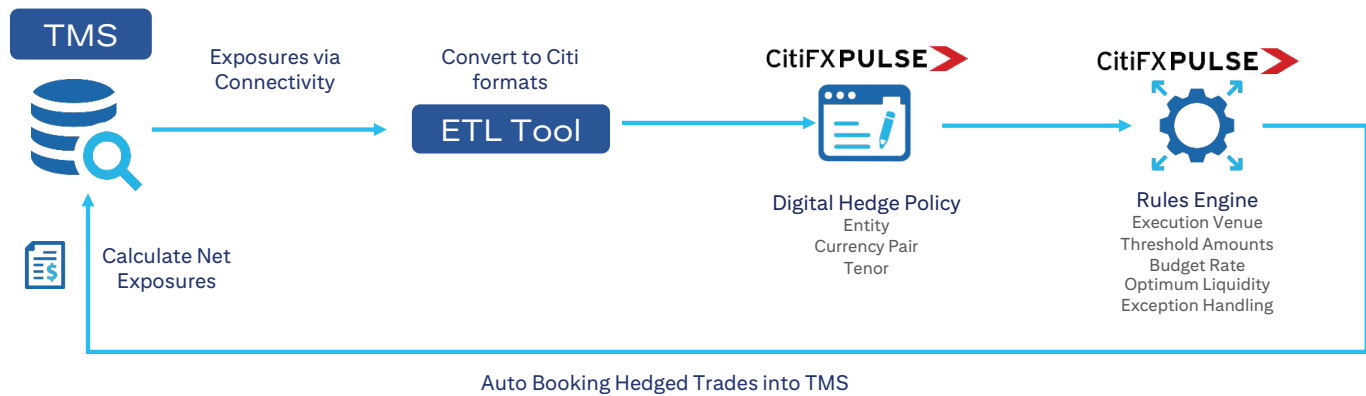 TMS
Exposures via
Connectivity
Convert to Citi
formats
ETL Tool
CitiFX PULSE
Digital Hedge Policy
Entity
Currency Pair
Tenor
CitiFX PULSE
Rules Engine
Execution Venue
Threshold Amounts
Budget Rate
Optimum Liquidity
Exception Handling
$
Calculate Net
Exposures
Auto Booking Hedged Trades into TMS